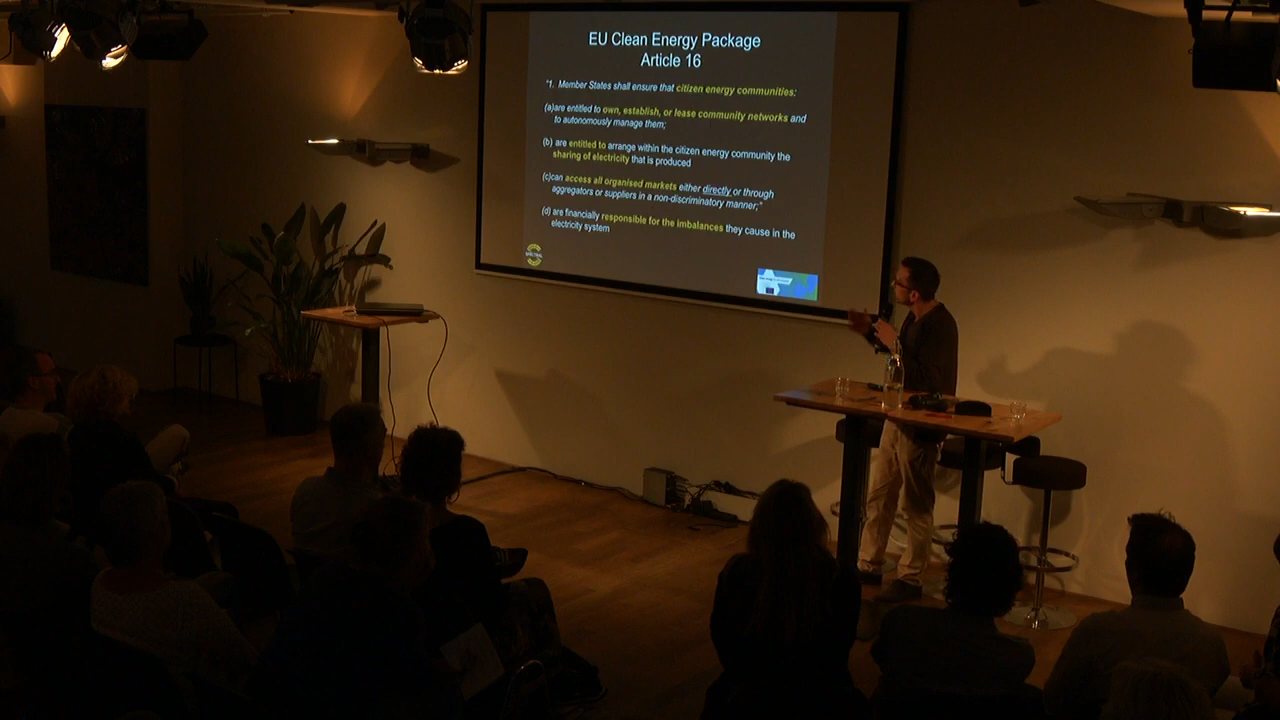 EU Clean Energy Package
Article 16
"1. Member States shall ensure that citizen energy communities:
(a)are entitled to own, establish, or lease community networks and
to autonomously manage them;
(b) are entitled to arrange within the citizen energy community the
sharing of electricity that is produced
(c)can access all organised markets either directly or through
aggregators or suppliers in a non-discriminatory manner;"
(d) are financially responsible for the imbalances they cause in the
electricity system
SPECTRAL